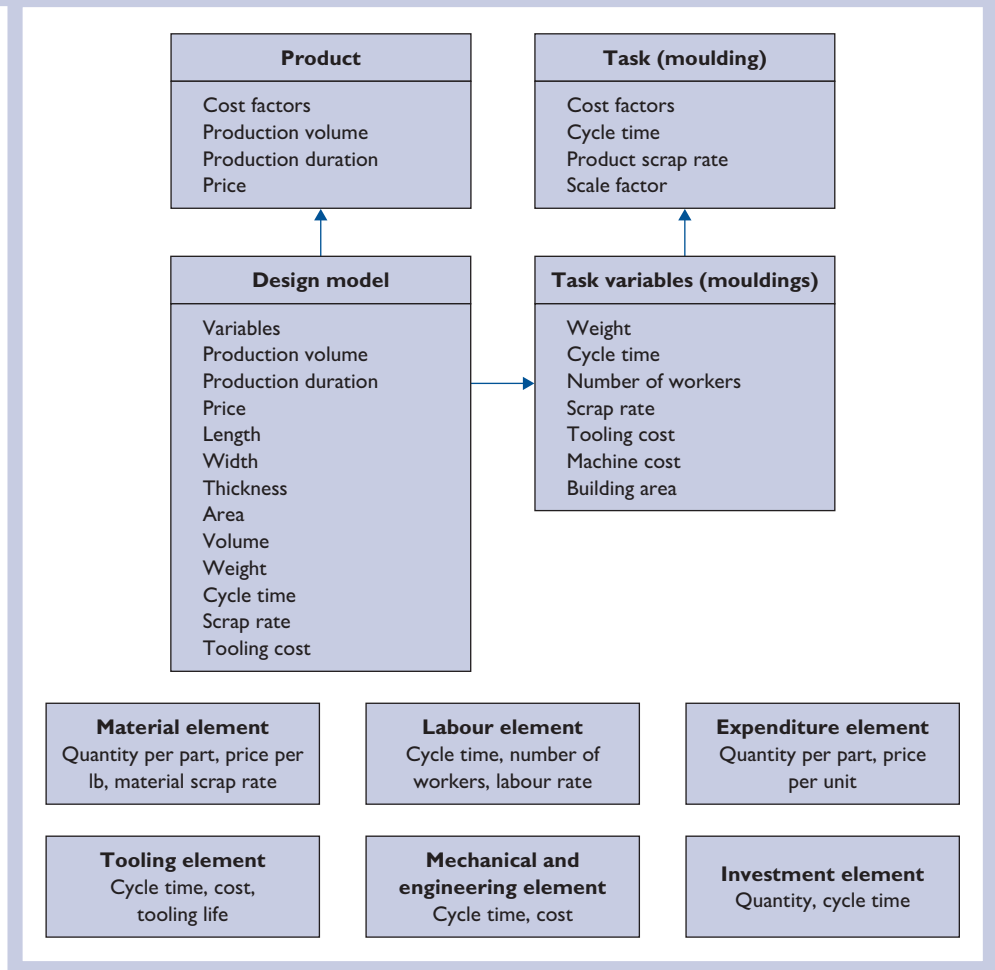 Product
Cost factors
Production volume
Production duration
Price
Task (moulding)
Cost factors
Cycle time
Product scrap rate
Scale factor
Design model
Variables
Production volume
Production duration
Price
Length
Width
Thickness
Area
Volume
Weight
Cycle time
Scrap rate
Tooling cost
Task variables (mouldings)
Weight
Cycle time
Number of workers
Scrap rate
Tooling cost
Machine cost
Building area
Material element
Quantity per part, price per
lb, material scrap rate
Labour element
Cycle time, number of
workers, labour rate
Expenditure element
Quantity per part, price
per unit
Tooling element
Cycle time, cost,
tooling life
Mechanical and
engineering element
Cycle time, cost
Investment element
Quantity, cycle time